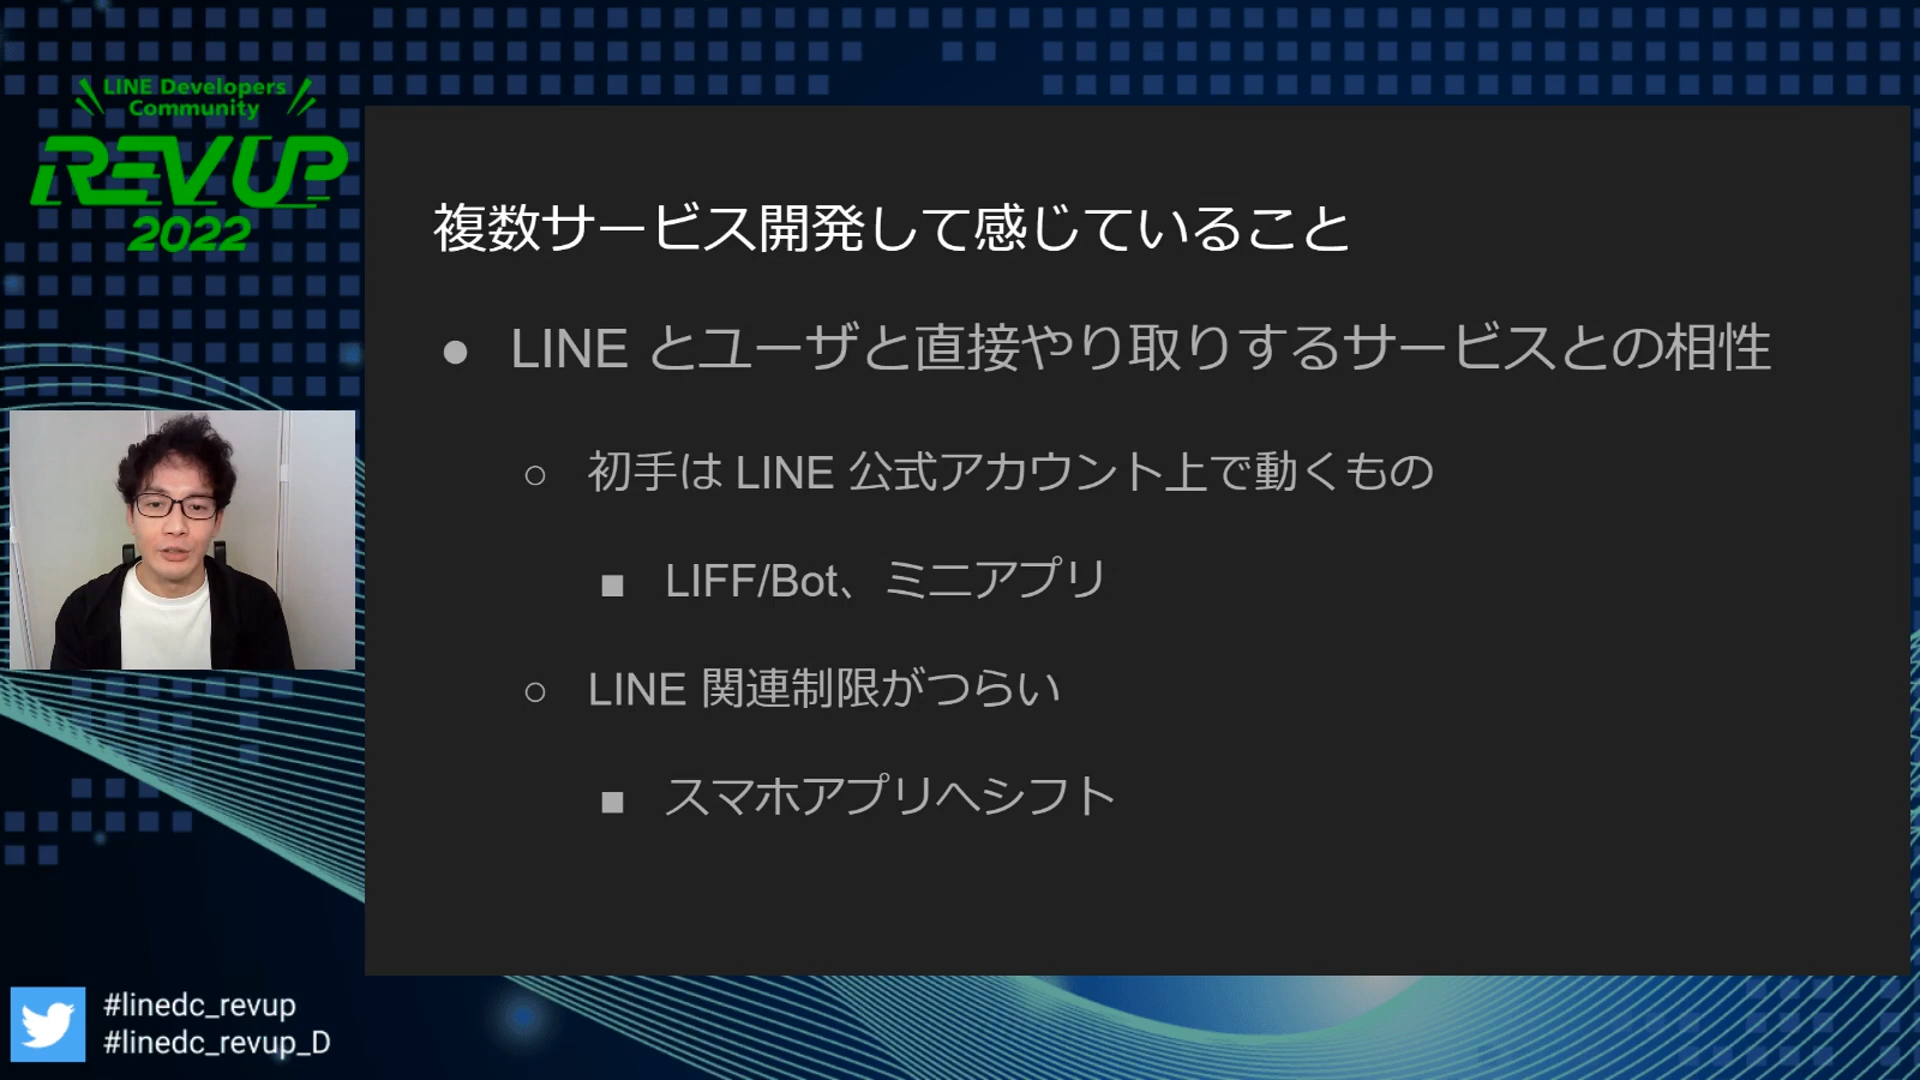 LINE Developers
Community
REVUP
2022
複数サービス開発して感じていること
● LINE とユーザと直接やり取りするサービスとの相性
○ 初手は LINE 公式アカウント上で動くもの
■ LIFF/Bot、ミニアプリ
○ LINE 関連制限がつらい
■ スマホアプリへシフト
#linedc_revup
#linedc_revup_D